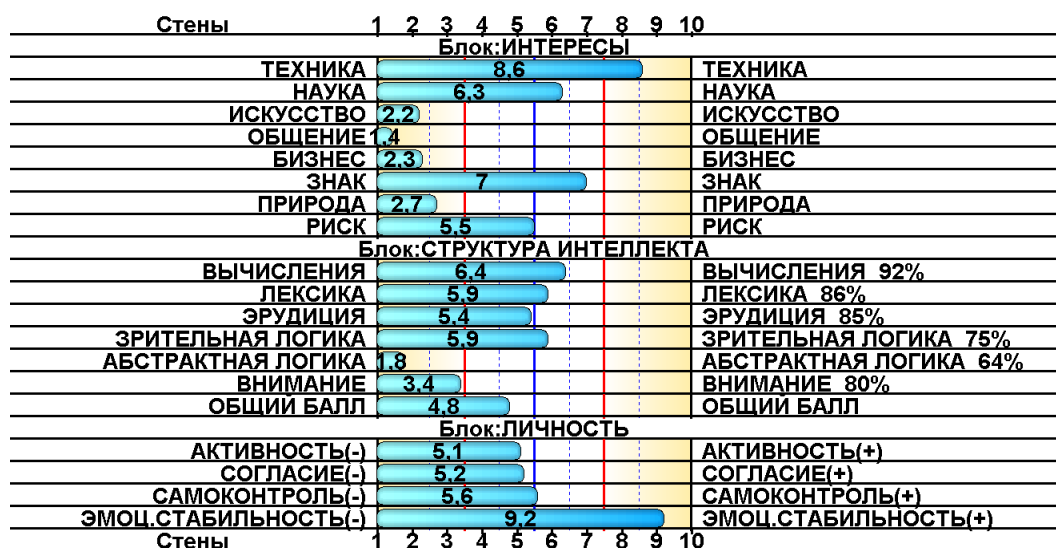 Стены 1 2 3 4 5 6 7 8 9 10
Блок:ИНТЕРЕСЫ
ТЕХНИКА 8,6 ТЕХНИКА
НАУКА 6,3 НАУКА
ИСКУССТВО 2,2 ИСКУССТВО
ОБЩЕНИЕ 1,4 ОБЩЕНИЕ
БИЗНЕС 2,3 БИЗНЕС
ЗНАК 7 ЗНАК
ПРИРОДА 2,7 ПРИРОДА
РИСК 5,5 РИСК
Блок:СТРУКТУРА ИНТЕЛЛЕКТА
ВЫЧИСЛЕНИЯ 6,4 ВЫЧИСЛЕНИЯ 92%
ЛЕКСИКА 5,9 ЛЕКСИКА 86%
ЭРУДИЦИЯ 5,4 ЭРУДИЦИЯ 85%
ЗРИТЕЛЬНАЯ ЛОГИКА 5,9 ЗРИТЕЛЬНАЯ ЛОГИКА 75%
АБСТРАКТНАЯ ЛОГИКА 1,8 АБСТРАКТНАЯ ЛОГИКА 64%
ВНИМАНИЕ 3,4 ВНИМАНИЕ 80%
ОБЩИЙ БАЛЛ 4,8 ОБЩИЙ БАЛЛ
Блок:ЛИЧНОСТЬ
АКТИВНОСТЬ(-) 5,1 АКТИВНОСТЬ(+)
СОГЛАСИЕ(-) 5,2 СОГЛАСИЕ(+)
САМОКОНТРОЛЬ(-) 5,6 САМОКОНТРОЛЬ(+)
ЭМОЦ.СТАБИЛЬНОСТЬ(-) 9,2 ЭМОЦ.СТАБИЛЬНОСТЬ(+)
Стены 1 2 3 4 5 6 7 8 9 10